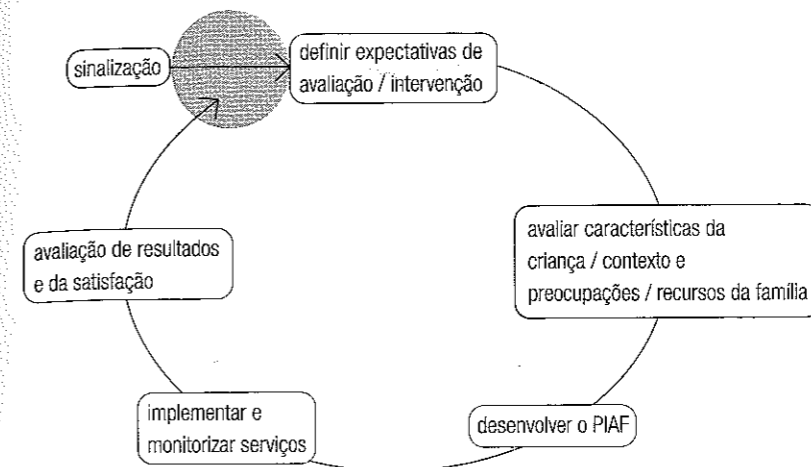 sinalização
definir expectativas de
avaliação / intervenção
avaliar características da
criança / contexto e
preocupações / recursos da família
desenvolver o PIAF
implementar e
monitorizar serviços
avaliação de resultados
e da satisfação